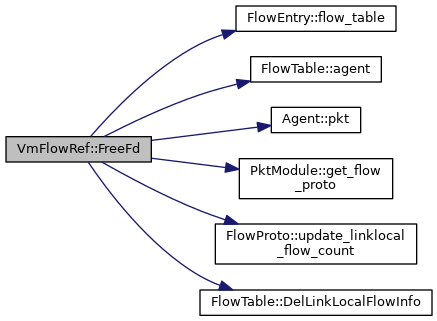 FlowEntry::flow_table
FlowTable::agent
Agent::pkt
VmFlowRef::FreeFd
PktModule::get_flow
_proto
FlowProto::update_linklocal
_flow_count
FlowTable::DelLinkLocalFlowInfo